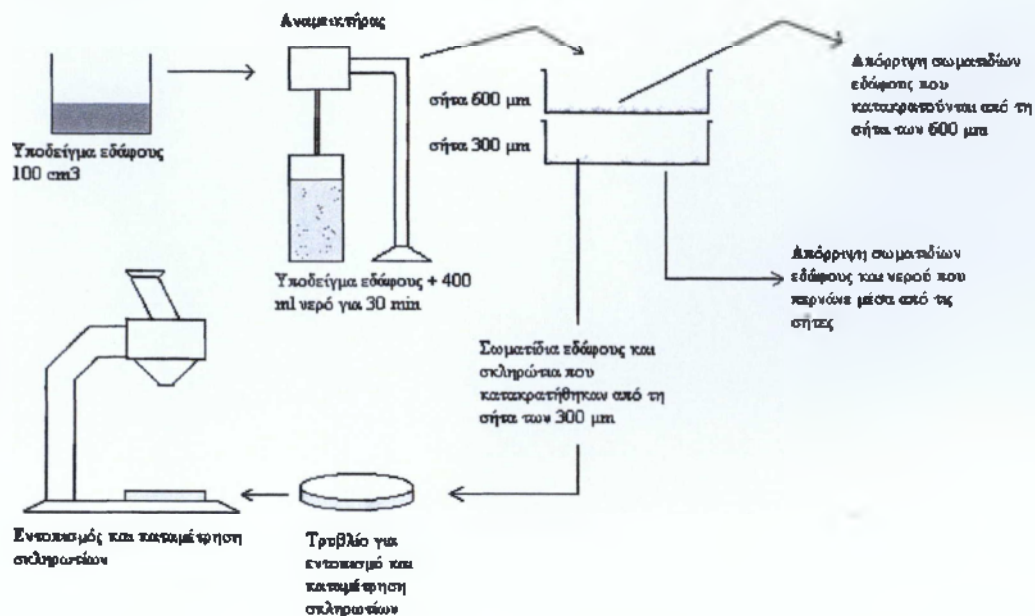 Αναμεικτήρας
Υποδείγμα εδάφους
100 cm3
Υποδείγμα εδάφους + 400
ml νερό για 30 min
σήτα 600 μm
σήτα 300 μm
Απόρριψη σωματιδίων
εδάφους που
κατακρατούνται από τη
σήτα των 600 μm
Απόρριψη σωματιδίων
εδάφους και νερού που
περνάνε μέσα από τις
σήτες
Σωματίδια εδάφους και
σκληρώτια που
κατακρατήθηκαν από τη
σήτα των 300 μm
Τρυβλίο για
εντοπισμό και
καταμέτρηση
σκληρωτίων
Εντοπισμός και καταμέτρηση
σκληρωτίων